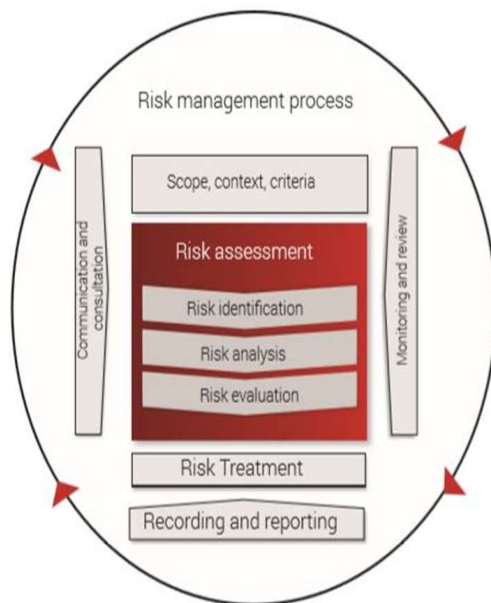 Risk management process
Scope, context, criteria
Communication and
consultation
Risk assessment
Risk identification
Risk analysis
Risk evaluation
Monitoring and review
Risk Treatment
Recording and reporting